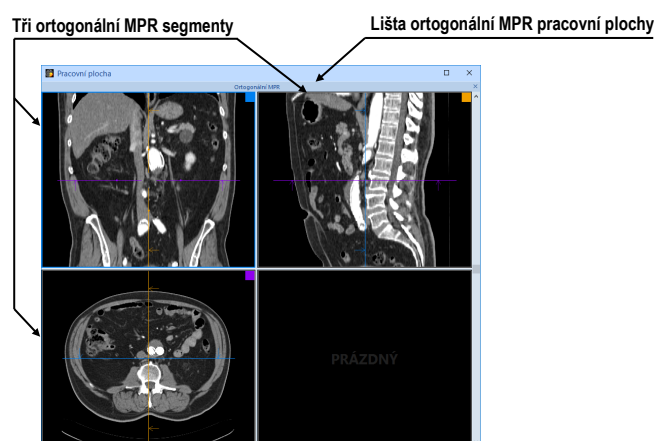 Tři ortogonální MPR segmenty
Lišta ortogonální MPR pracovní plochy
Pracovní plocha
Ortogonální MPR
PRÁZDNÝ